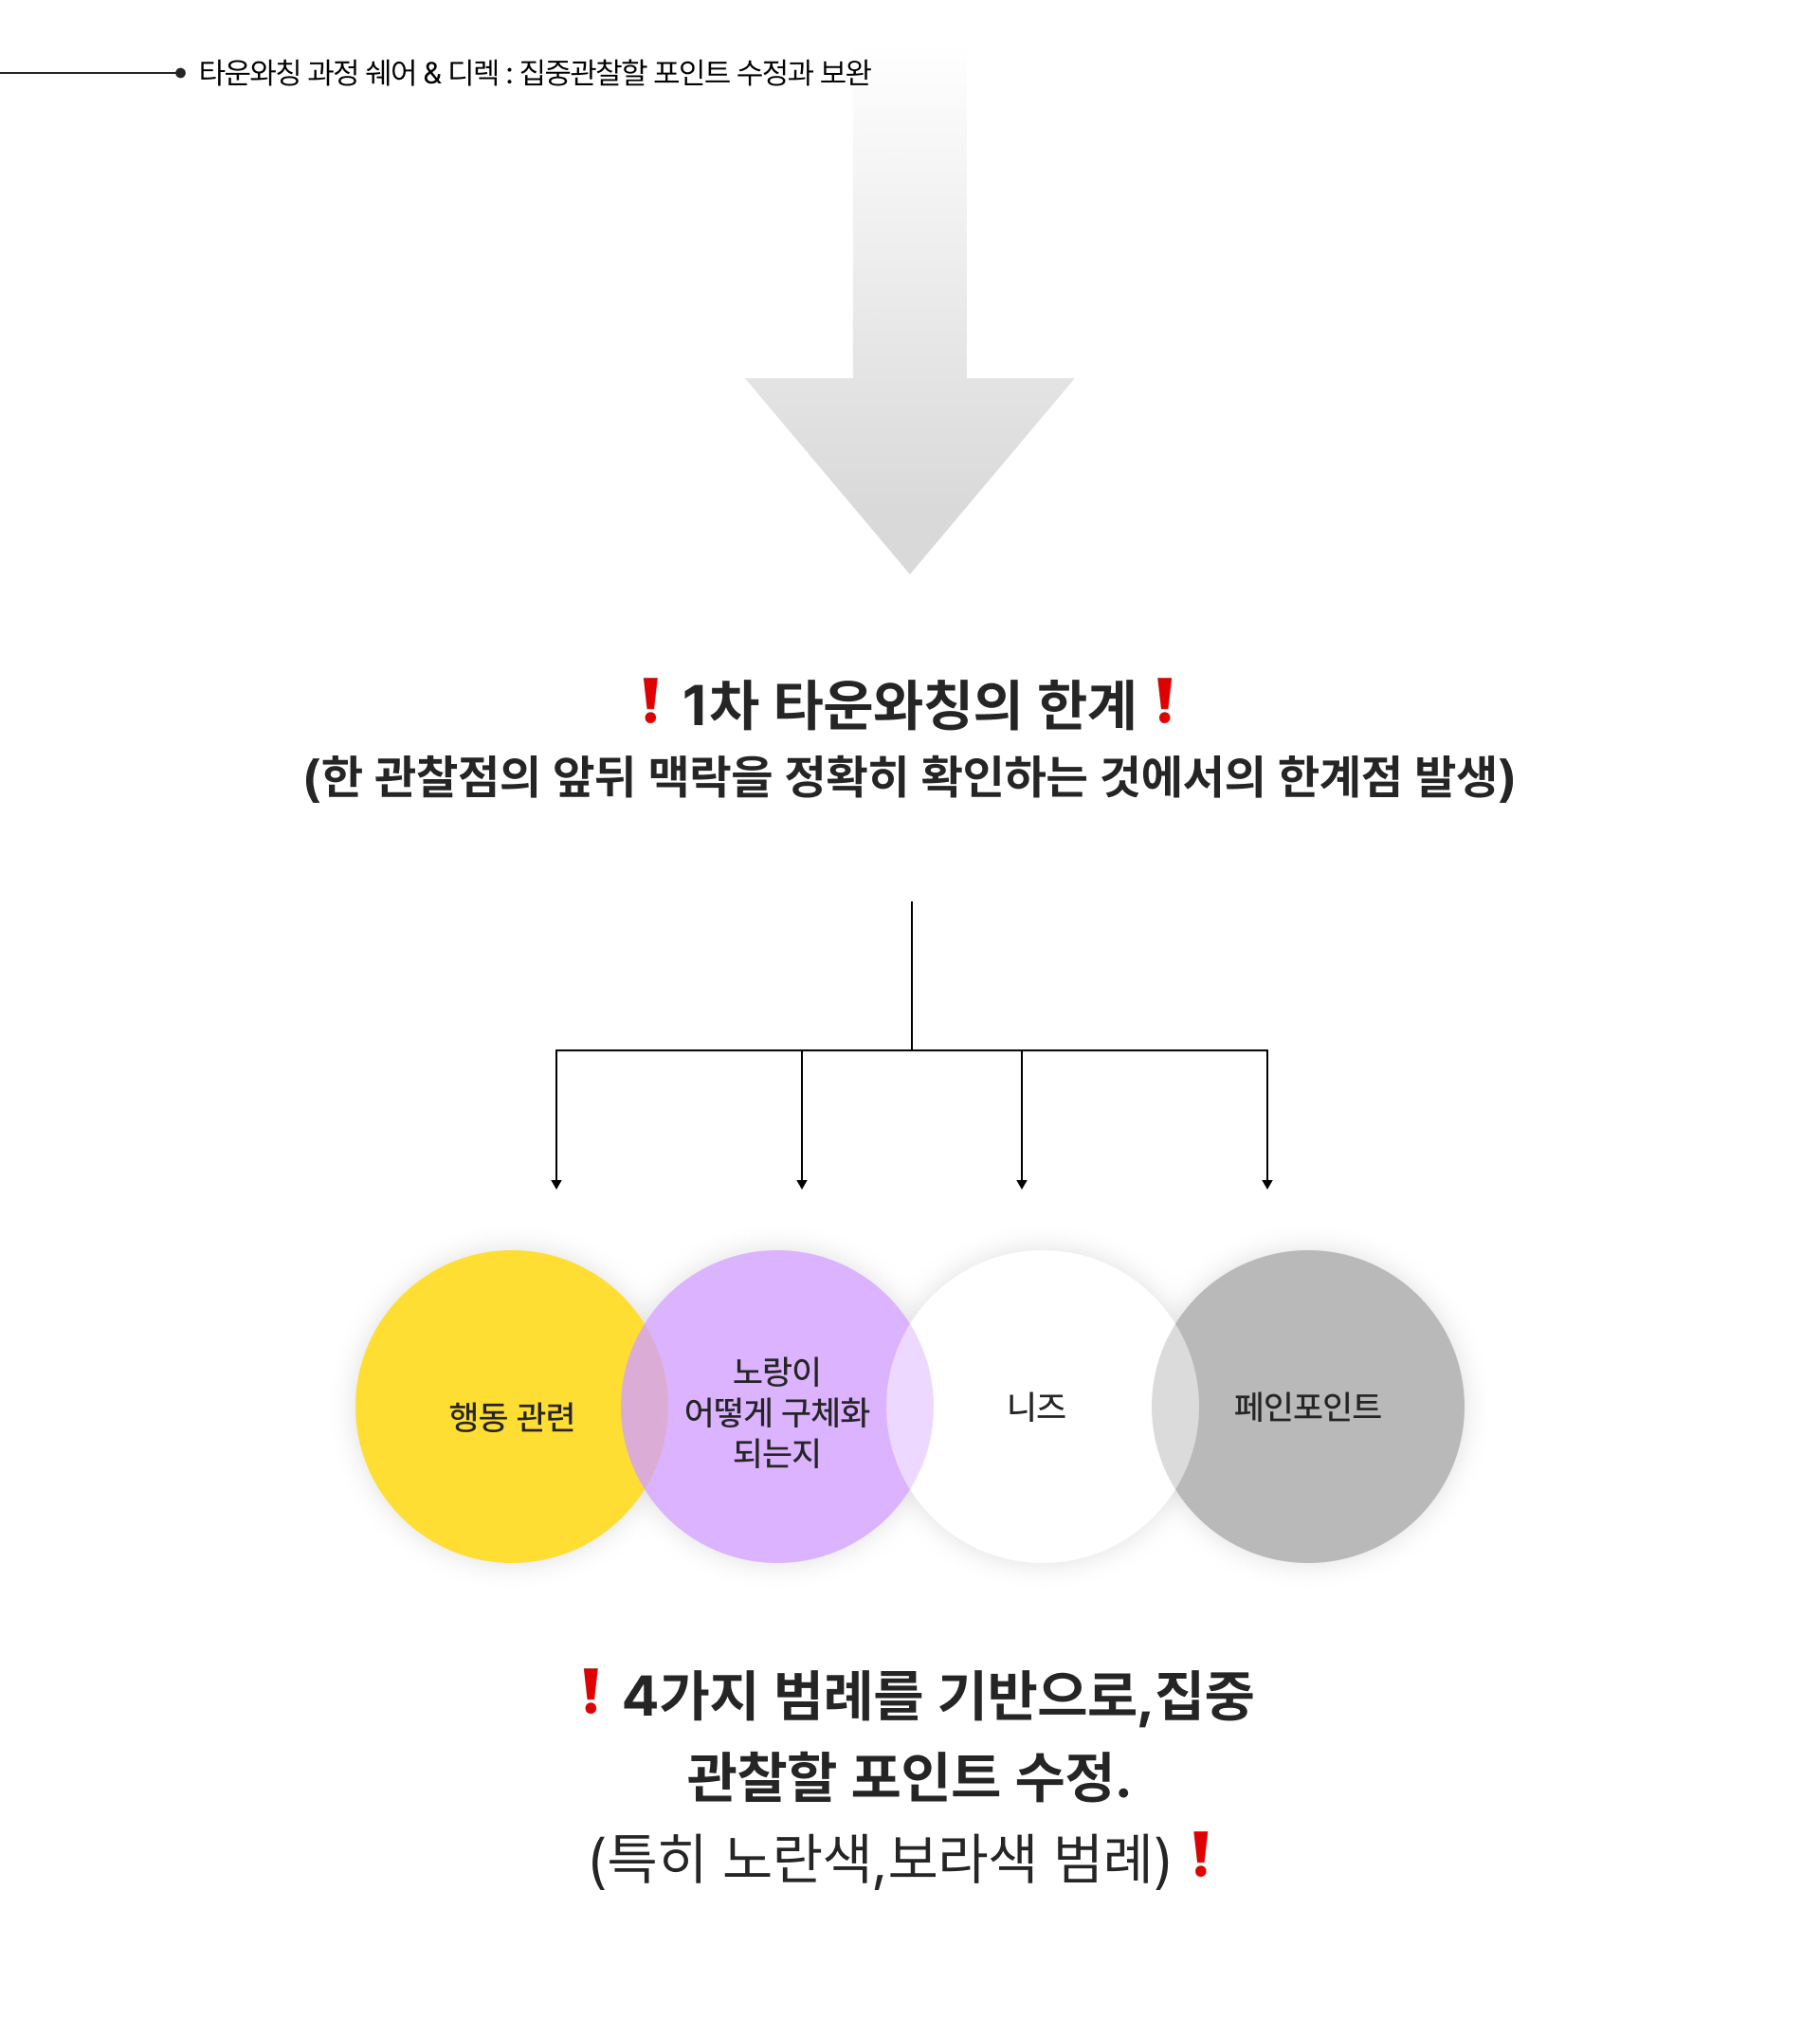 타운와칭 과정 쉐어 & 디렉 : 집중관찰할 포인트 수정과 보완
! 1차 타운와칭의 한계 !
(한 관찰점의 앞뒤 맥락을 정확히 확인하는 것에서의 한계점 발생)
행동 관련
노랑이
어떻게 구체화
되는지
니즈
페인포인트
! 4가지 범례를 기반으로,집중
관찰할 포인트 수정.
(특히 노란색,보라색 범례) !